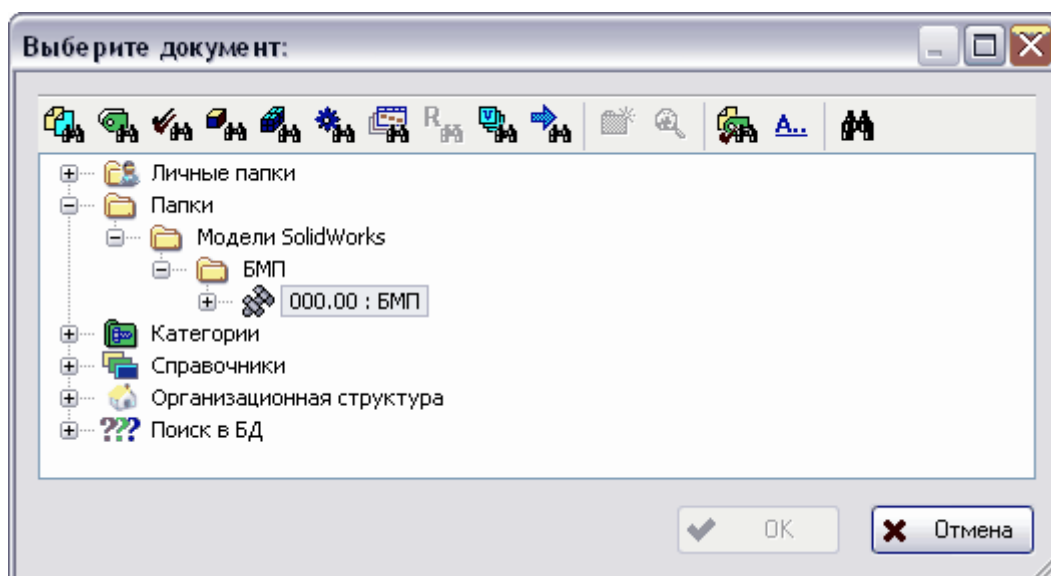 Выберите документ:
R
V
A..
Личные папки
Папки
Модели SolidWorks
БМП
000.00 : БМП
Категории
Справочники
Организационная структура
??? Поиск в БД
OK
Отмена